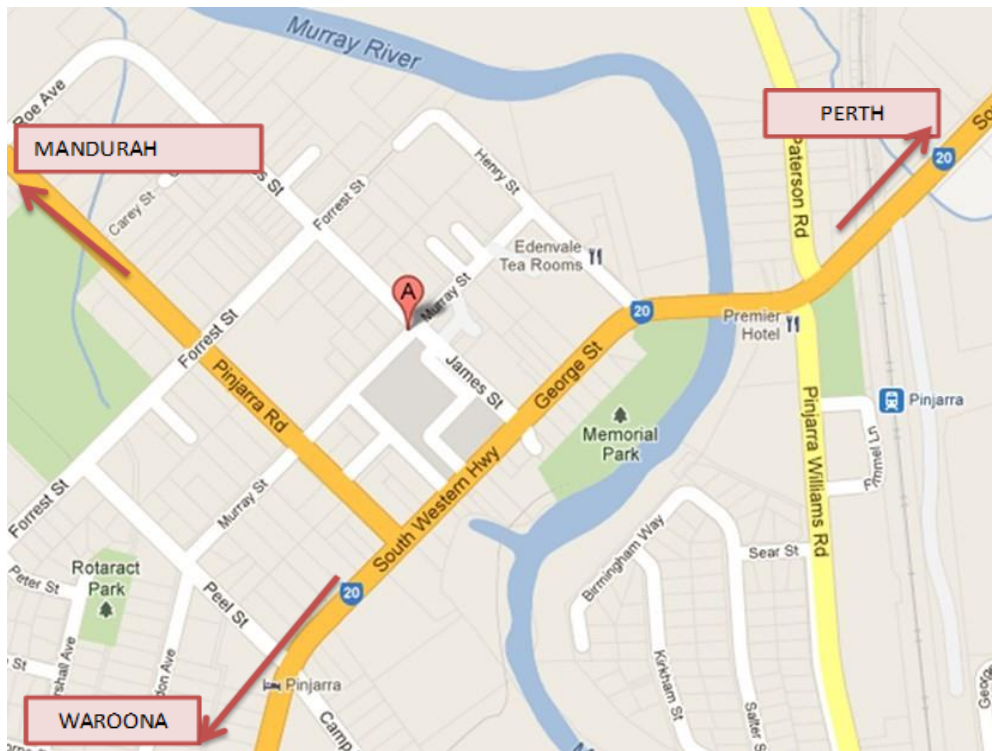 Murray River
Roe Ave
MANDURAH
PERTH
20
Paterson Rd
Carey St
Forrest St
Henry St
Edenvale
Tea Rooms
A
Murray St
20
Premier
Hotel
Forrest St
Pinjarra Rd
James St
George St
Memorial
Park
Pinjarra
Pinjarra Williams Rd
South Western Hwy
Murray St
Forrest St
Birmingham Way
Sear St
Rotaract
Park
Peter St
20
Peel St
Pinjarra
Kirkham St
Salter St
WAROONA